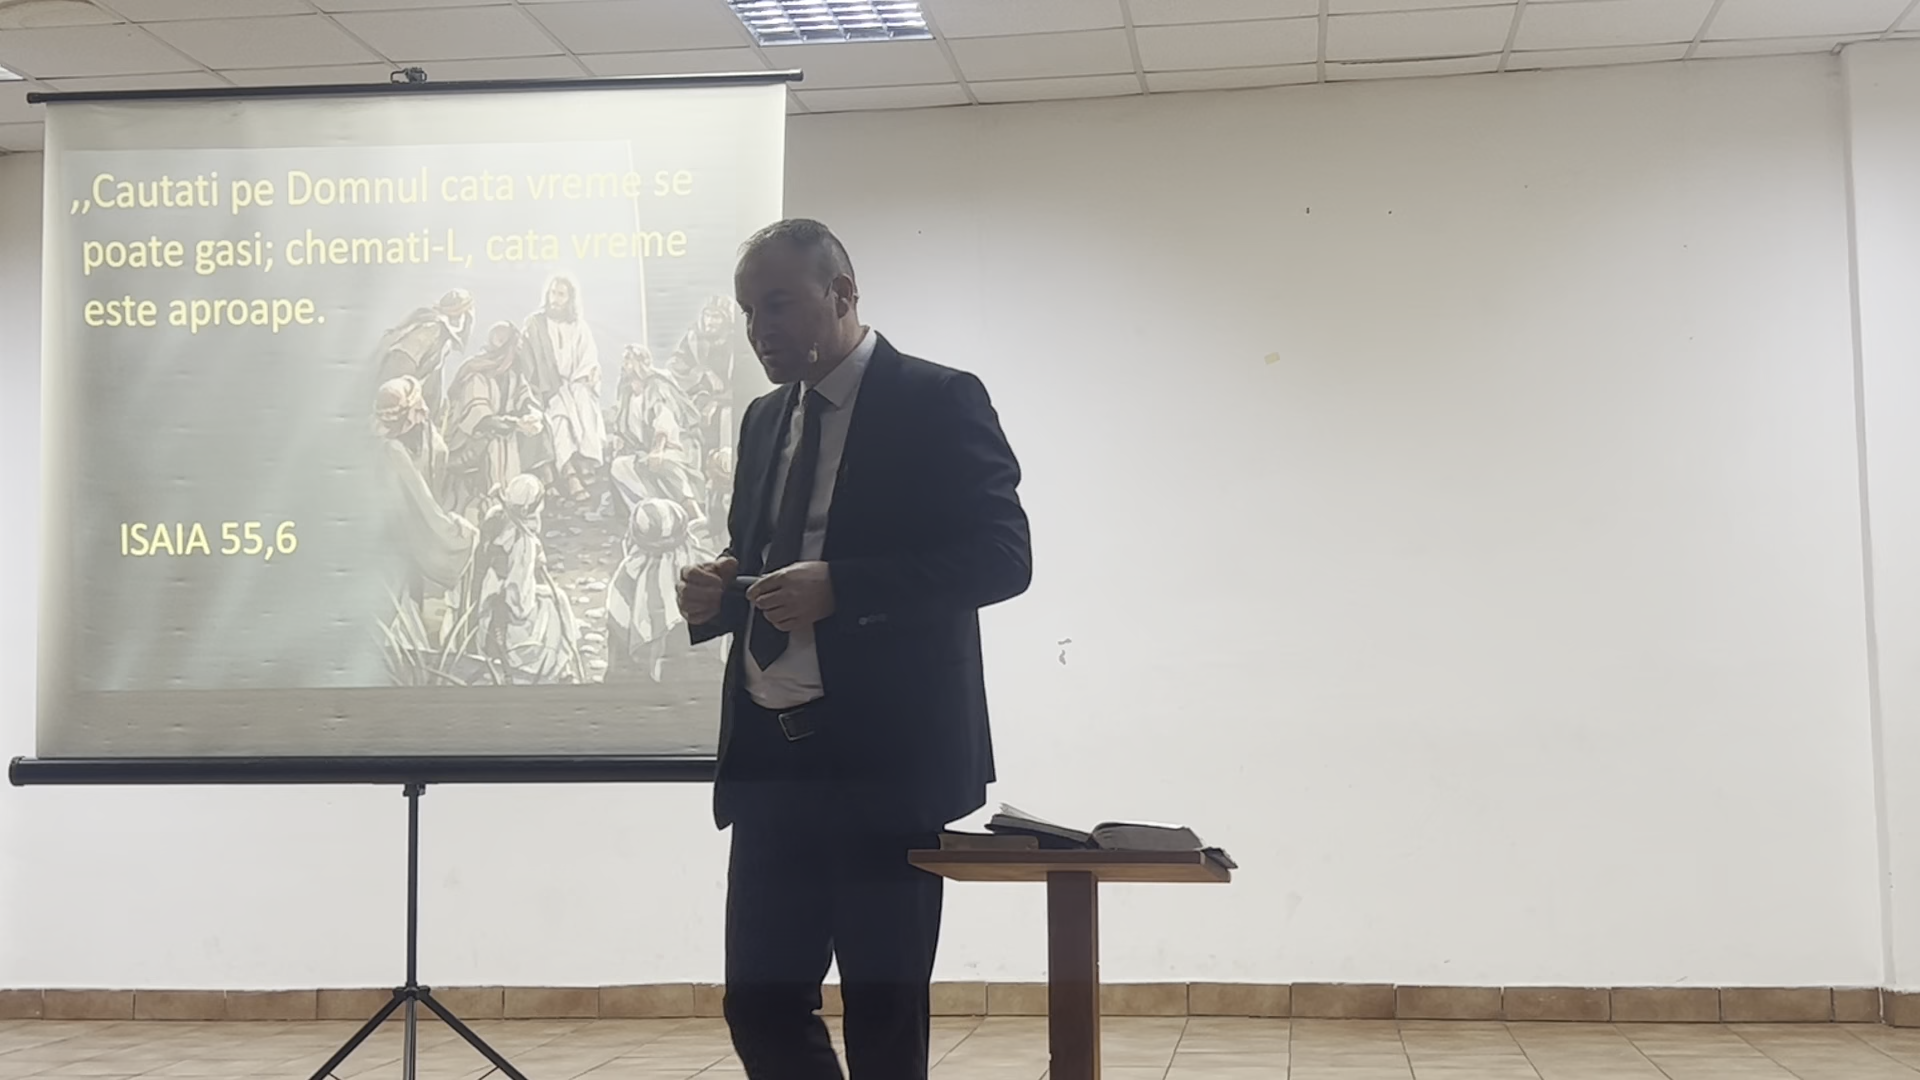 ,,Cautati pe Domnul cata vreme se
poate gasi; chemati-L, cata vreme
este aproape.
ISAIA 55,6